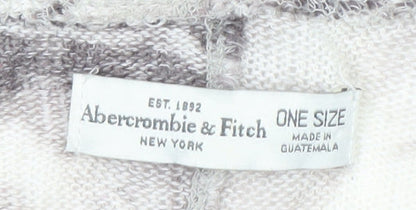 EST. 1892
Abercrombie & Fitch
NEW YORK
ONE SIZE
MADE IN
GUATEMALA